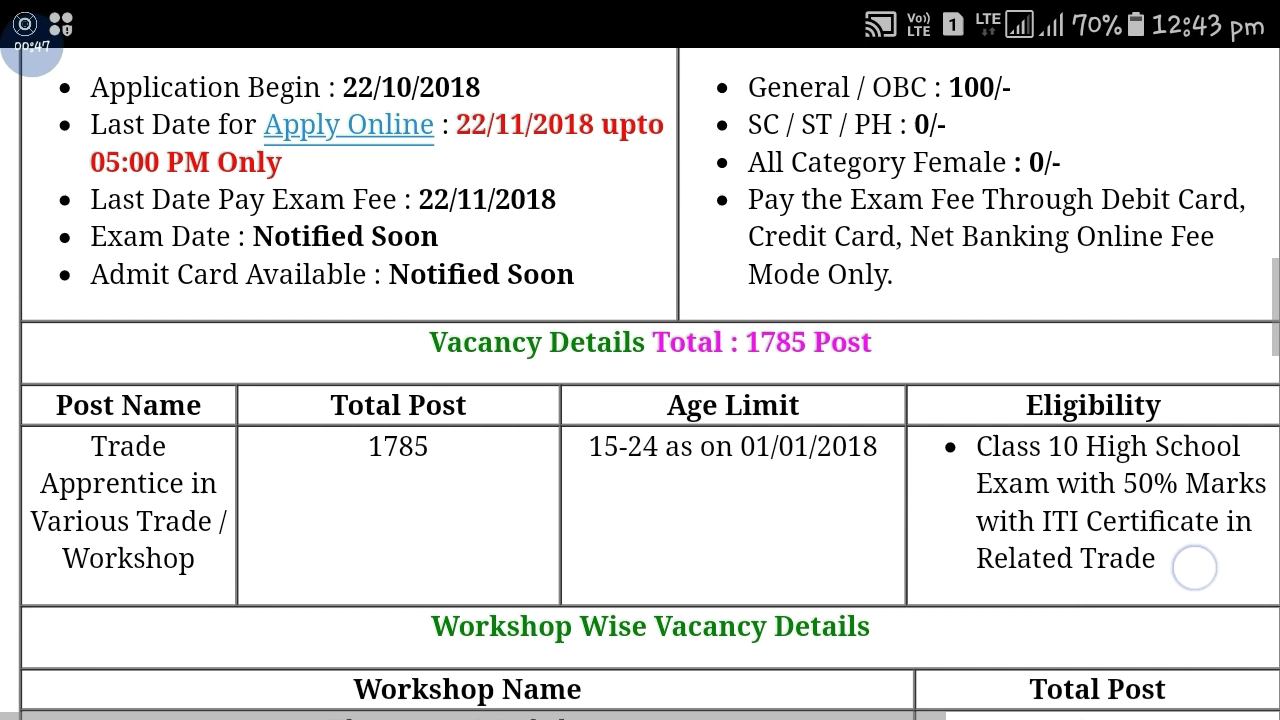 00:47
Vo)) LTE 1 LTE 70% 12:43 pm
Application Begin : 22/10/2018
Last Date for Apply Online : 22/11/2018 upto
05:00 PM Only
Last Date Pay Exam Fee : 22/11/2018
Exam Date : Notified Soon
Admit Card Available : Notified Soon
General / OBC : 100/-
SC / ST / PH : 0/-
All Category Female : 0/-
Pay the Exam Fee Through Debit Card,
Credit Card, Net Banking Online Fee
Mode Only.
Vacancy Details Total : 1785 Post
Post Name Total Post Age Limit Eligibility
Trade
Apprentice in
Various Trade /
Workshop
1785
15-24 as on 01/01/2018
Class 10 High School
Exam with 50% Marks
with ITI Certificate in
Related Trade
Workshop Wise Vacancy Details
Workshop Name Total Post